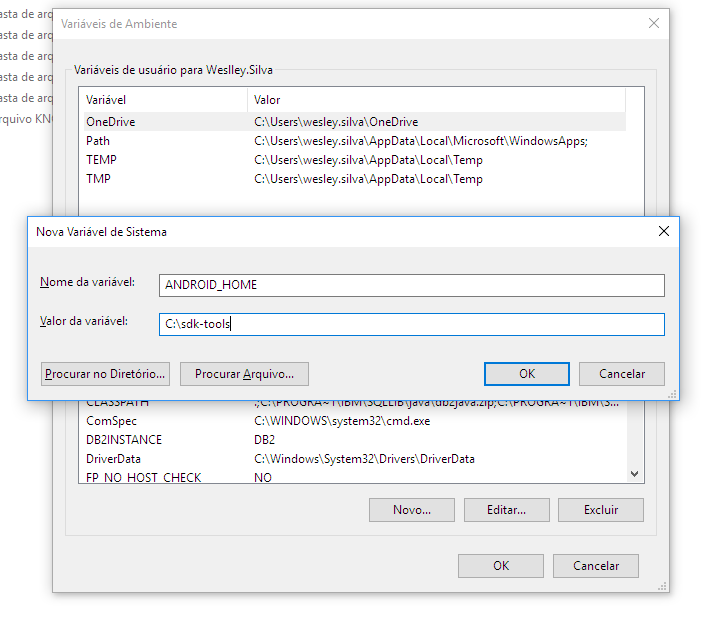 asta de arq
asta de arq
asta de arq
asta de arq
asta de arq
rquivo KNO
Variáveis de Ambiente
Variáveis de usuário para Weslley.Silva
Variável Valor
OneDrive C:\Users\wesley.silva\OneDrive
Path C:\Users\wesley.silva\AppData\Local\Microsoft\WindowsApps;
TEMP C:\Users\wesley.silva\AppData\Local\Temp
TMP C:\Users\wesley.silva\AppData\Local\Temp
Nova Variável de Sistema
Nome da variável: ANDROID_HOME
Valor da variável: C:\sdk-tools
Procurar no Diretório... Procurar Arquivo... OK Cancelar
CLASSPATH .;C:\PROGRA~1\IBM\SQLLIB\java\db2java.zip;C:\PROGRA~1\IBM\S...
ComSpec C:\WINDOWS\system32\cmd.exe
DB2INSTANCE DB2
DriverData C:\Windows\System32\Drivers\DriverData
FP_NO_HOST_CHECK NO
Novo... Editar... Excluir
OK Cancelar